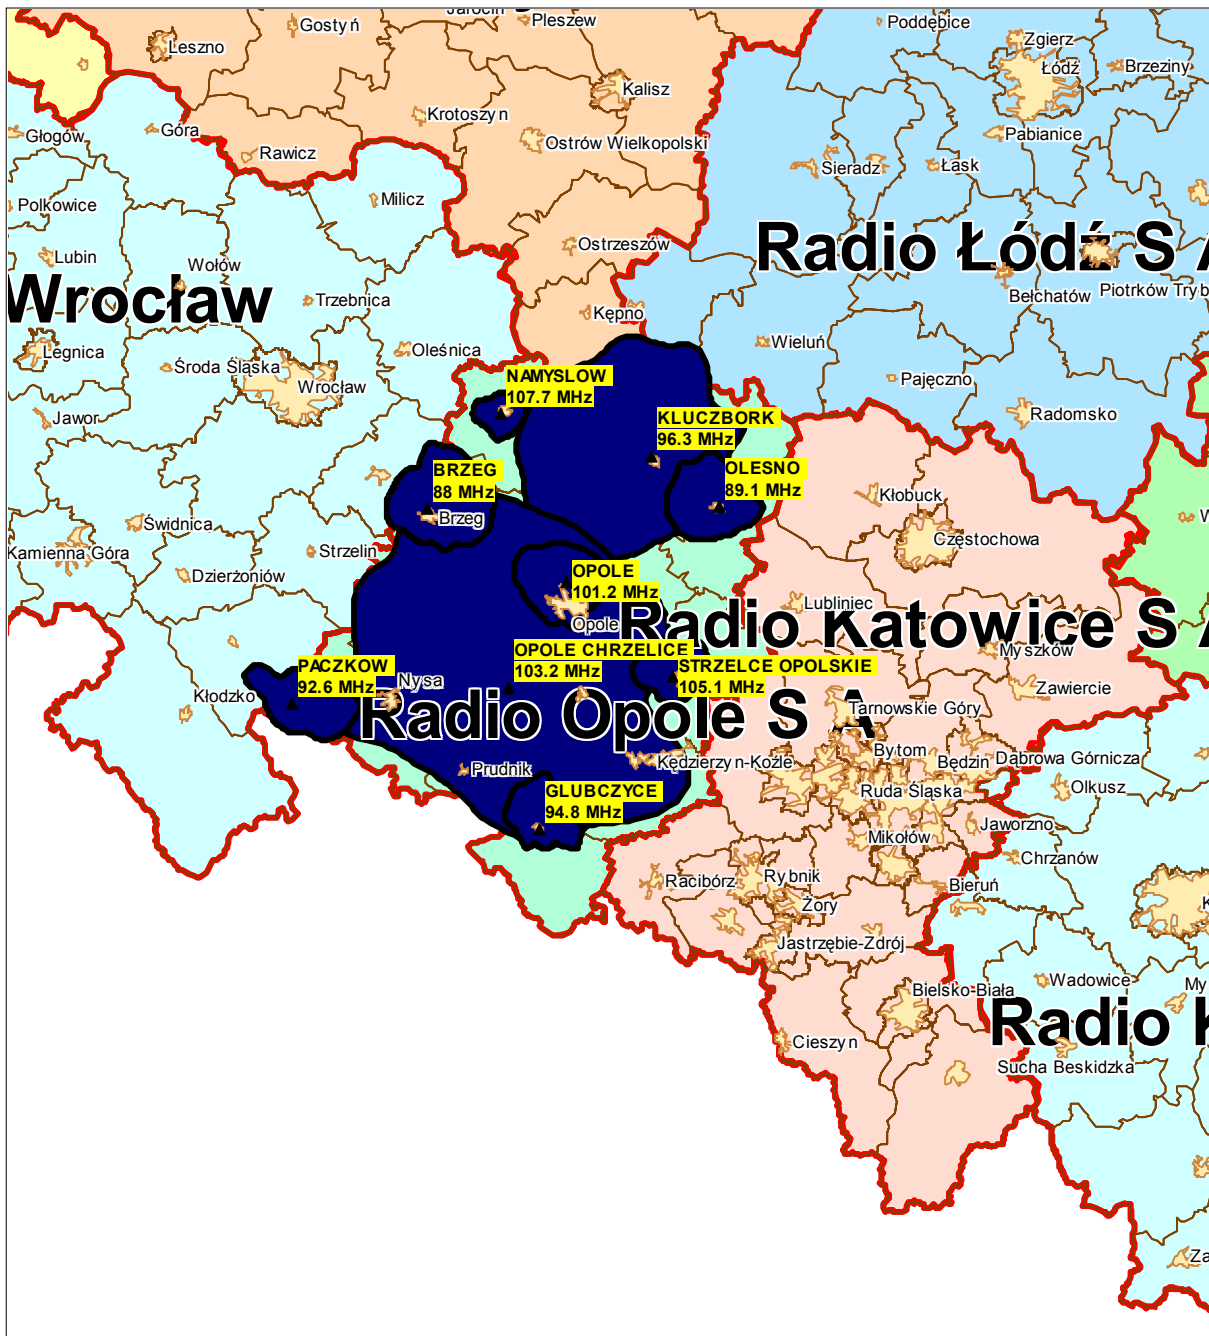 Jarocin
Gostyń
Pleszew
Poddębice
Leszno
Zgierz
Łódź
Brzeziny
Kalisz
Krotoszyn
Głogów
Góra
Pabianice
Ostrów Wielkopolski
Rawicz
Sieradz
Łask
Milicz
Polkowice
Ostrzeszów
Radio Łódź S A
Lubin
Wołów
Wrocław
Trzebnica
Bełchatów
Piotrków Tryb
Kępno
Wieluń
Legnica
Oleśnica
Środa Śląska
Wrocław
NAMYSLOW
107.7 MHz
Pajęczno
Jawor
Radomsko
KLUCZBORK
96.3 MHz
BRZEG
88 MHz
OLESNO
89.1 MHz
Kłobuck
Brzeg
Świdnica
Częstochowa
Kamienna Góra
Strzelin
Dzierżoniów
OPOLE
101.2 MHz
Lubliniec
Opole
Radio Katowice S A
Myszków
OPOLE CHRZELICE
103.2 MHz
STRZELCE OPOLSKIE
105.1 MHz
PACZKOW
92.6 MHz
Nysa
Kłodzko
Zawiercie
Radio Opole S A
Tarnowskie Góry
Bytom
Kędzierzyn-Koźle
Będzin
Dąbrowa Górnicza
Prudnik
GLUBCZYCE
94.8 MHz
Ruda Śląska
Olkusz
Mikołów
Jaworzno
Chrzanów
Racibórz
Rybnik
Bieruń
Żory
Jastrzębie-Zdrój
Wadowice
My
Bielsko-Biała
Radio K
Cieszyn
Sucha Beskidzka
Za